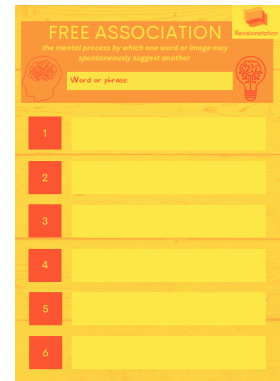 FREE ASSOCIATION
Revisionstation
the mental process by which one word or image may
spontaneously suggest another
Word or phrase:
1
2
3
4
5
6